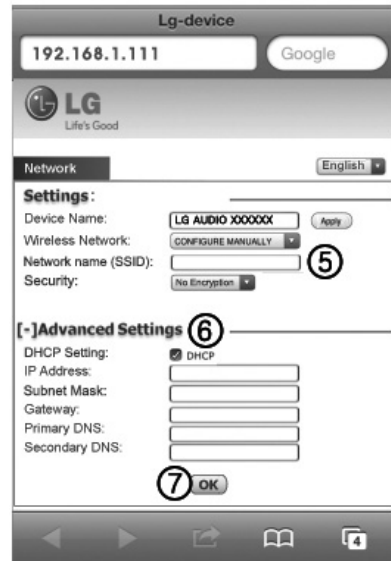 Lg-device
192.168.1.111 Google
LG
Life's Good
Network English
Settings:
Device Name: LG AUDIO XXXXXX Apply
Wireless Network: CONFIGURE MANUALLY
Network name (SSID): ⑤
Security: No Encryption
[-]Advanced Settings ⑥
DHCP Setting: DHCP
IP Address:
Subnet Mask:
Gateway:
Primary DNS:
Secondary DNS:
⑦ OK
4